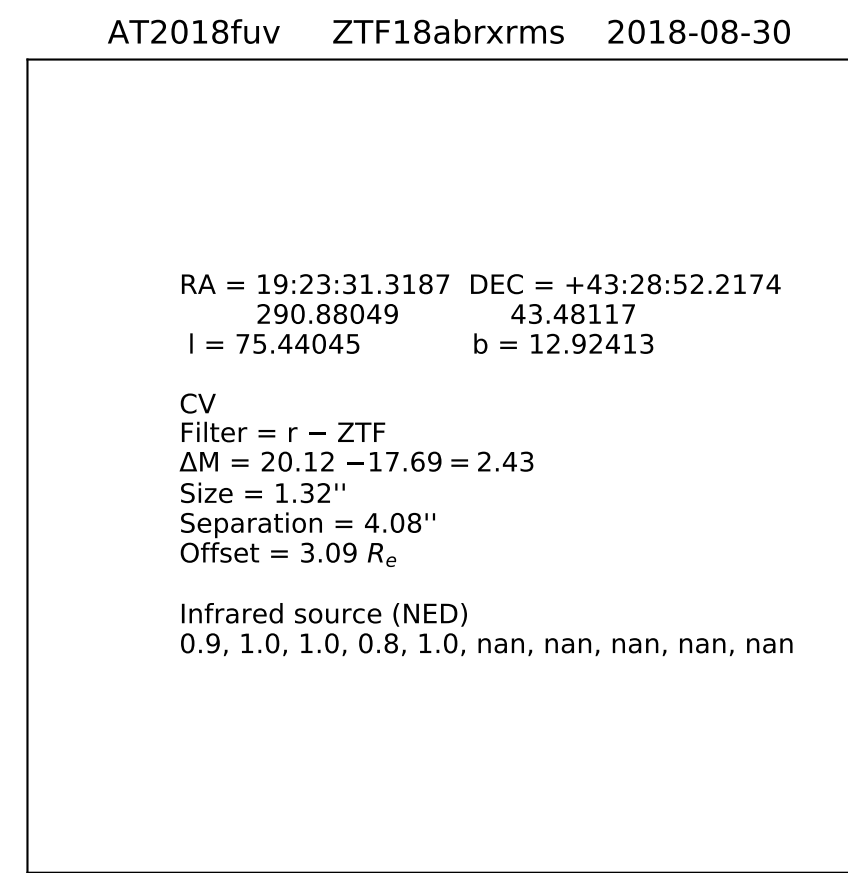 AT2018fuv ZTF18abrxrms 2018-08-30
RA = 19:23:31.3187 DEC = +43:28:52.2174
290.88049 43.48117
l = 75.44045 b = 12.92413
CV
Filter = r − ZTF
ΔM = 20.12 −17.69 = 2.43
Size = 1.32''
Separation = 4.08''
Offset = 3.09 Re
Infrared source (NED)
0.9, 1.0, 1.0, 0.8, 1.0, nan, nan, nan, nan, nan